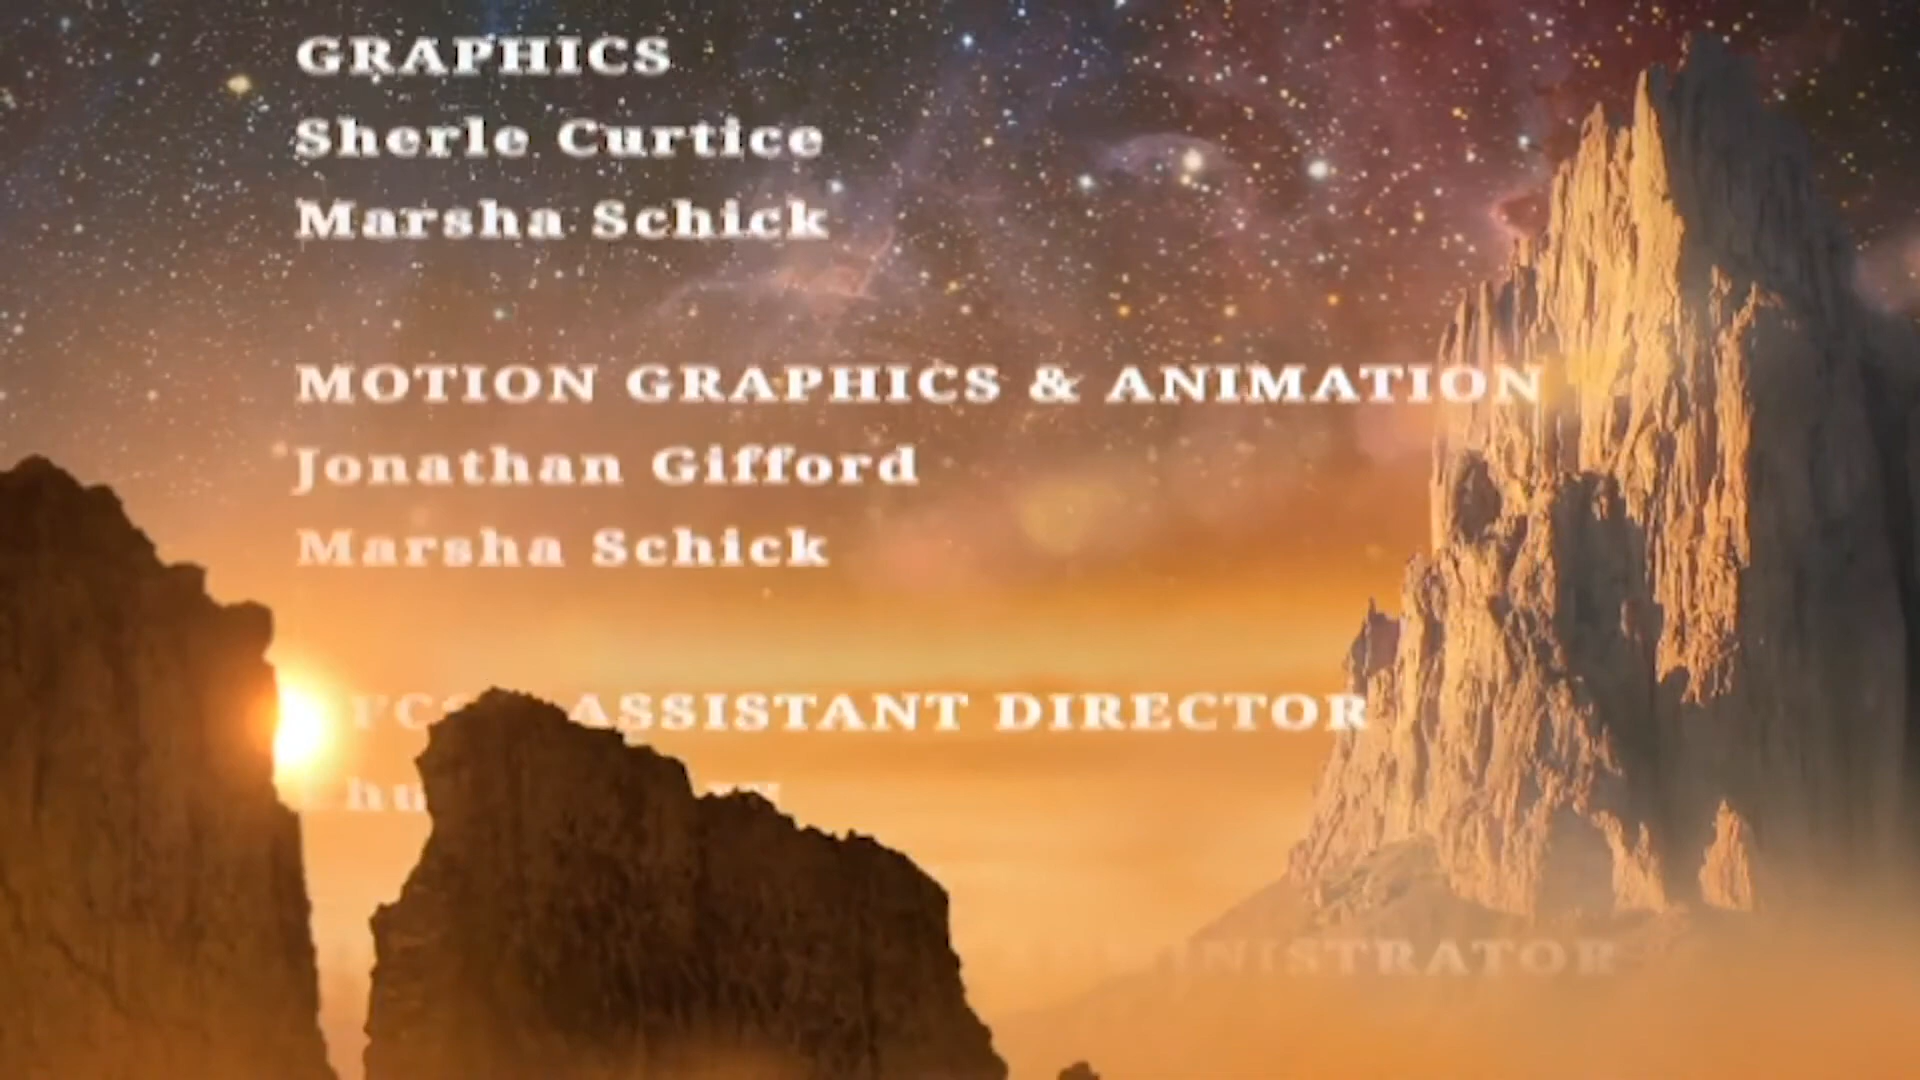 GRAPHICS
Sherle Curtice
Marsha Schick
MOTION GRAPHICS & ANIMATION
Jonathan Gifford
Marsha Schick
ASSISTANT DIRECTOR